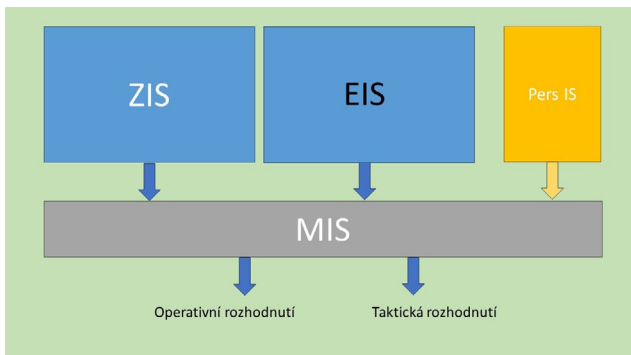 ZIS
EIS
Pers IS
MIS
Operativní rozhodnutí
Taktická rozhodnutí